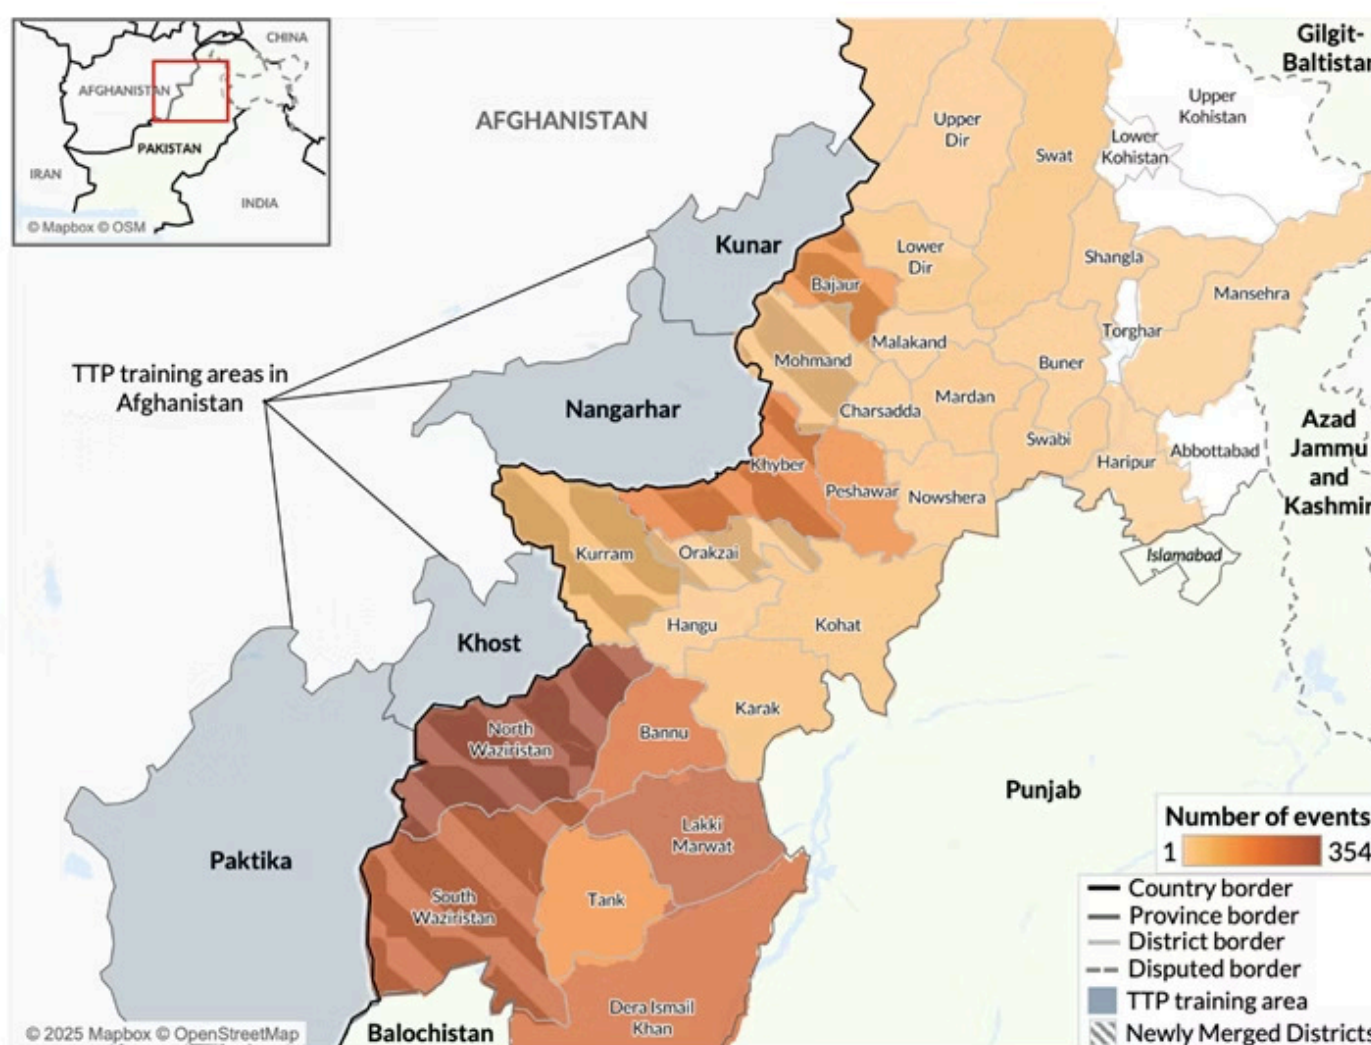 CHINA
AFGHANISTAN
PAKISTAN
IRAN
INDIA
© Mapbox © OSM
AFGHANISTAN
Gilgit-
Baltistan
Upper
Kohistan
Lower
Kohistan
Upper
Dir
Swat
Kunar
Lower
Dir
Shangla
Bajaur
Mansehra
Torghar
Malakand
Mohmand
Buner
TTP training areas in
Afghanistan
Nangarhar
Charsadda
Mardan
Swabi
Abbottabad
Haripur
Azad
Jammu
and
Kashmir
Khyber
Peshawar
Nowshera
Kurram
Orakzai
Islamabad
Hangu
Kohat
Khost
Karak
North
Waziristan
Bannu
Punjab
Lakki
Marwat
Paktika
South
Waziristan
Tank
Dera Ismail
Khan
Balochistan
Number of events
1 354
Country border
Province border
District border
Disputed border
TTP training area
Newly Merged Districts
© 2025 Mapbox © OpenStreetMap